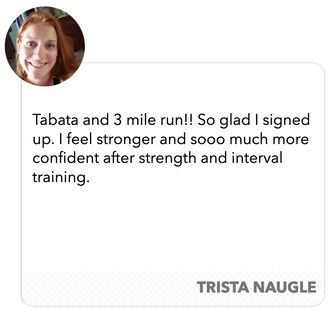 Tabata and 3 mile run!! So glad I signed
up. I feel stronger and sooo much more
confident after strength and interval
training.
TRISTA NAUGLE